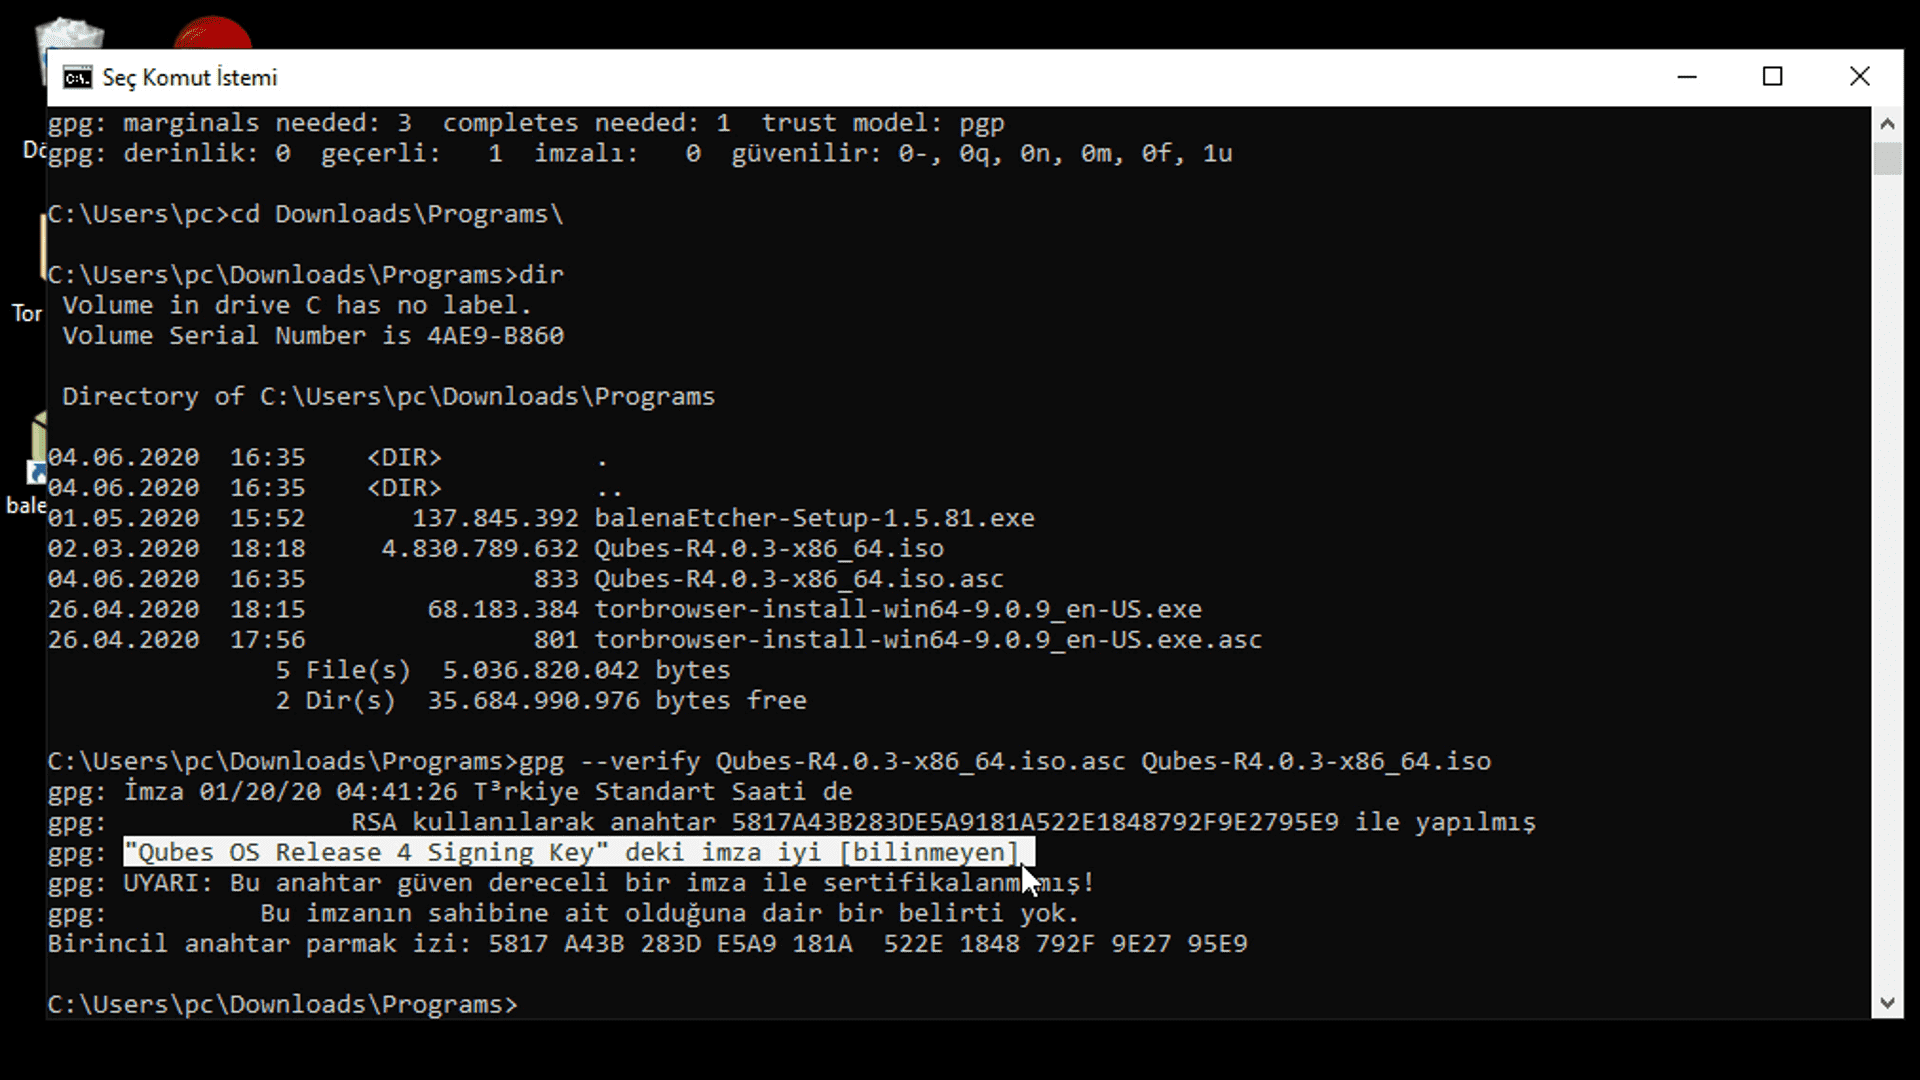 Seç Komut İstemi
gpg: marginals needed: 3  completes needed: 1  trust model: pgp
gpg: derinlik: 0  geçerli:   1  imzalı:   0  güvenilir: 0-, 0q, 0n, 0m, 0f, 1u
C:\Users\pc>cd Downloads\Programs\
C:\Users\pc\Downloads\Programs>dir
Volume in drive C has no label.
Volume Serial Number is 4AE9-B860
Tor
Directory of C:\Users\pc\Downloads\Programs
04.06.2020  16:35    <DIR>          .
04.06.2020  16:35    <DIR>          ..
bale
01.05.2020  15:52       137.845.392 balenaEtcher-Setup-1.5.81.exe
02.03.2020  18:18     4.830.789.632 Qubes-R4.0.3-x86_64.iso
04.06.2020  16:35               833 Qubes-R4.0.3-x86_64.iso.asc
26.04.2020  18:15        68.183.384 torbrowser-install-win64-9.0.9_en-US.exe
26.04.2020  17:56               801 torbrowser-install-win64-9.0.9_en-US.exe.asc
5 File(s)  5.036.820.042 bytes
2 Dir(s)  35.684.990.976 bytes free
C:\Users\pc\Downloads\Programs>gpg --verify Qubes-R4.0.3-x86_64.iso.asc Qubes-R4.0.3-x86_64.iso
gpg: İmza 01/20/20 04:41:26 T³rkiye Standart Saati de
gpg:                RSA kullanılarak anahtar 5817A43B283DE5A9181A522E1848792F9E2795E9 ile yapılmış
gpg: "Qubes OS Release 4 Signing Key" deki imza iyi [bilinmeyen]
gpg: UYARI: Bu anahtar güven dereceli bir imza ile sertifikalanmamış!
gpg:          Bu imzanın sahibine ait olduğuna dair bir belirti yok.
Birincil anahtar parmak izi: 5817 A43B 283D E5A9 181A  522E 1848 792F 9E27 95E9
C:\Users\pc\Downloads\Programs>